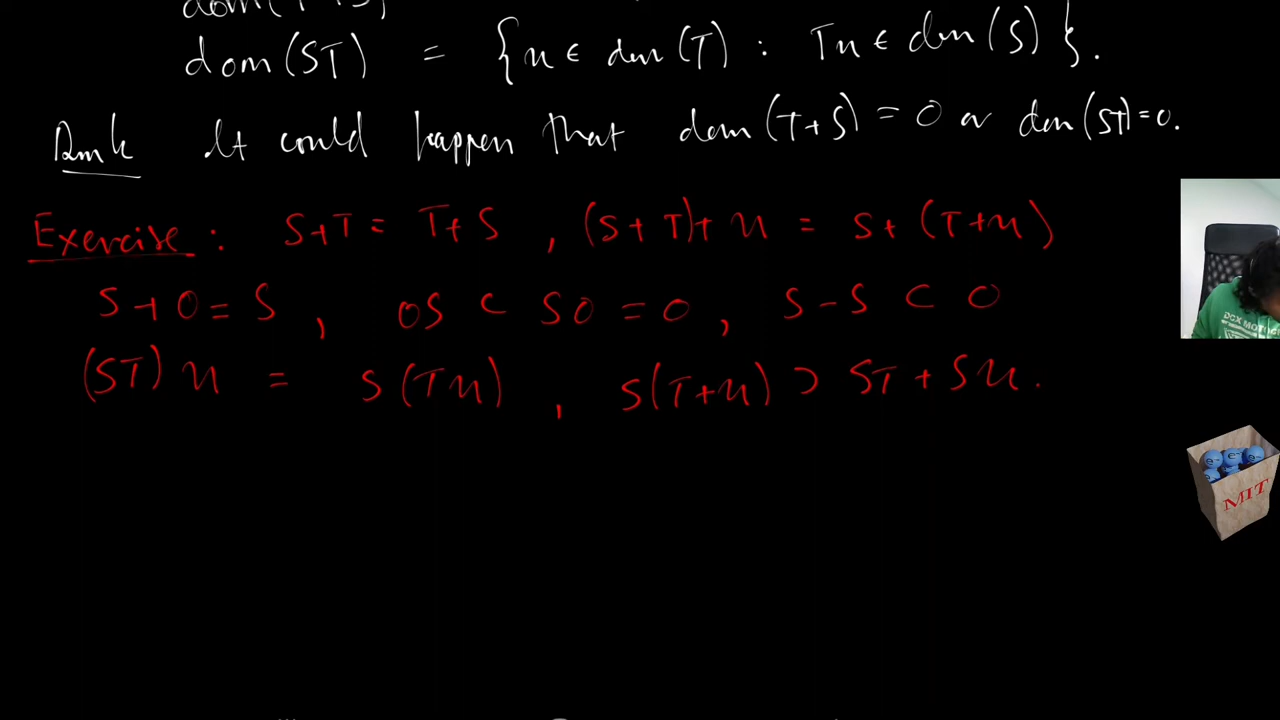 dom(T+S)
dom(ST) = {u ∈ dom(T) : Tu ∈ dom(S)}.
Rmk It could happen that dom(T+S) = 0 or dom(ST)=0.
Exercise: S+T = T+S, (S+T)+U = S+(T+U)
S+0 = S, 0S ⊂ S0 = 0, S-S ⊂ 0
(ST)U = S(TU), S(T+U) ⊃ ST + SU.
MIT